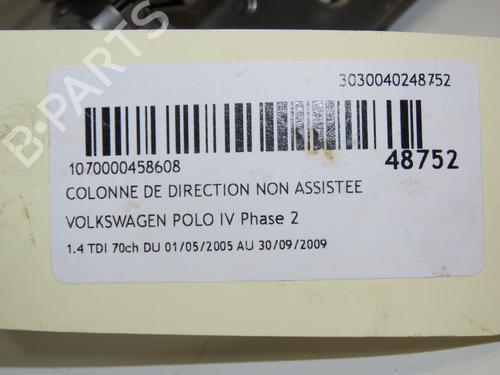 3030040248752
1070000458608
48752
COLONNE DE DIRECTION NON ASSISTEE
VOLKSWAGEN POLO IV Phase 2
1.4 TDI 70ch DU 01/05/2005 AU 30/09/2009
B-PARTS